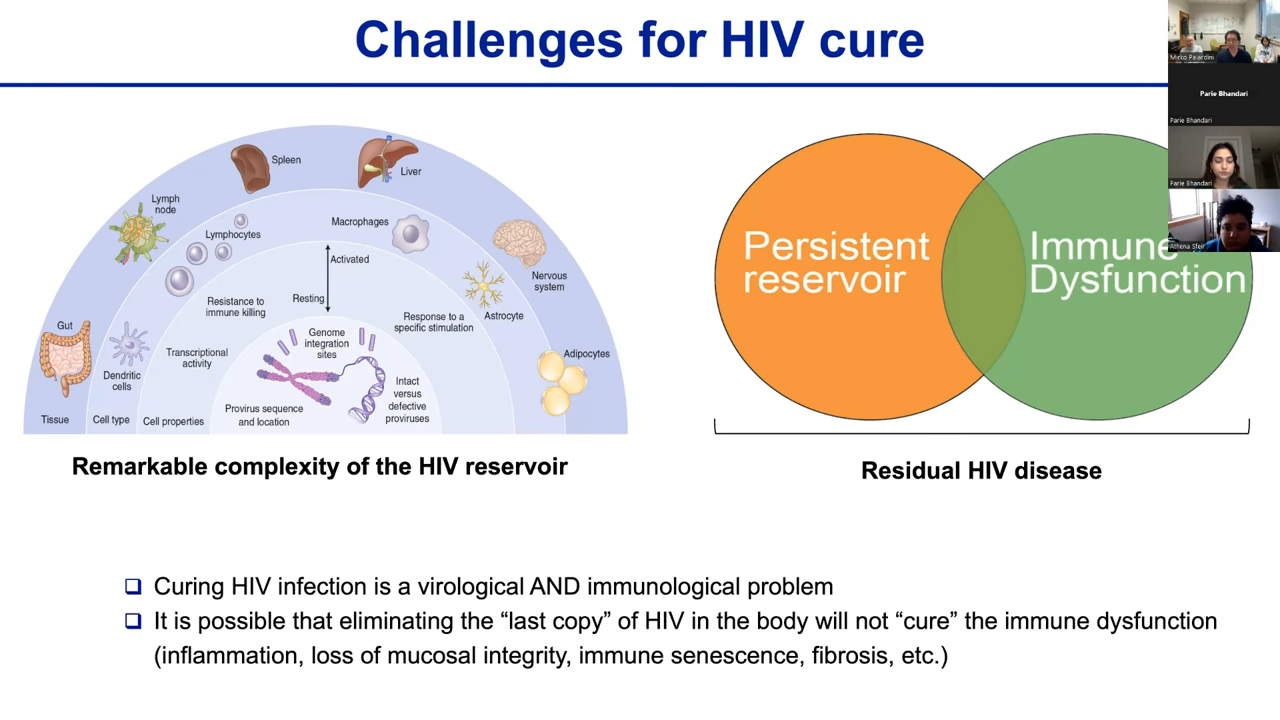 Challenges for HIV cure
Mirko Paiardini
Parie Bhandari
Parie Bhandari
Parie Bhandari
Athena Sfeir
Spleen
Liver
Lymph
node
Lymphocytes
Macrophages
Activated
Resting
Nervous
system
Resistance to
immune killing
Response to a
specific stimulation
Astrocyte
Gut
Dendritic
cells
Transcriptional
activity
Genome
integration
sites
Adipocytes
Intact
versus
defective
proviruses
Provirus sequence
and location
Tissue
Cell type
Cell properties
Persistent
reservoir
Immune
Dysfunction
Remarkable complexity of the HIV reservoir
Residual HIV disease
Curing HIV infection is a virological AND immunological problem
It is possible that eliminating the “last copy” of HIV in the body will not “cure” the immune dysfunction
(inflammation, loss of mucosal integrity, immune senescence, fibrosis, etc.)